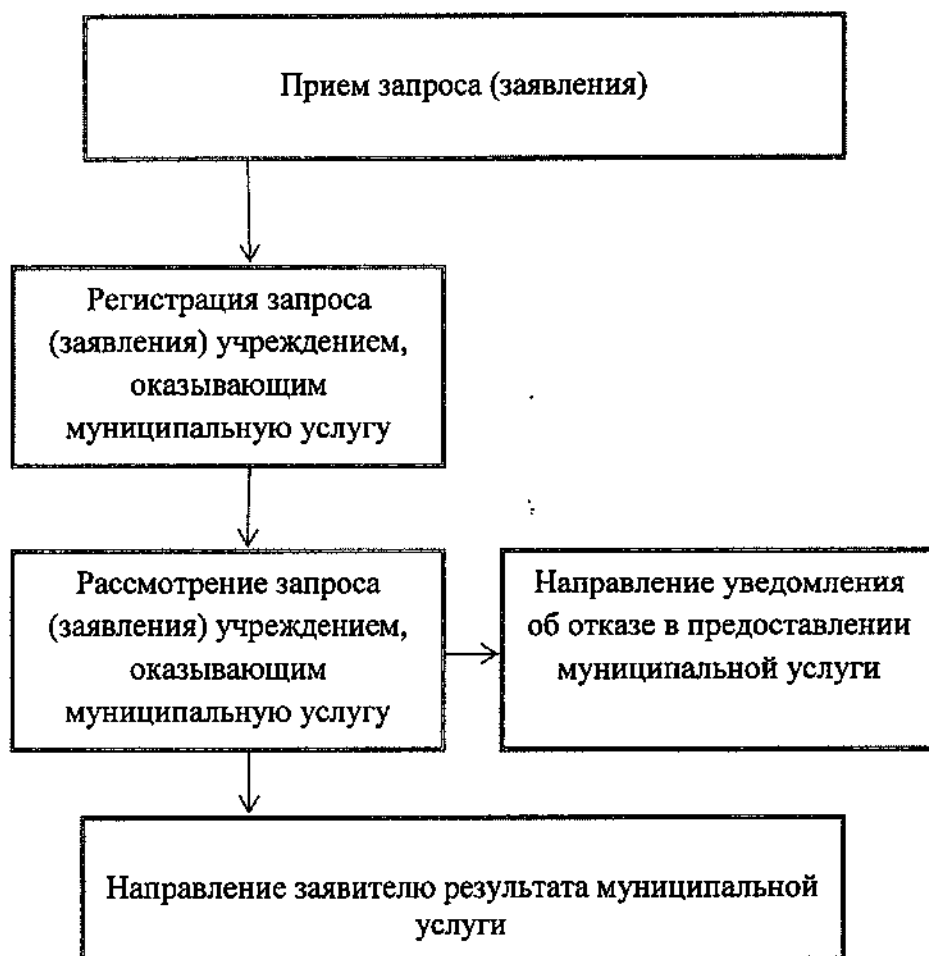 Прием запроса (заявления)
Регистрация запроса
(заявления) учреждением,
оказывающим
муниципальную услугу
Рассмотрение запроса
(заявления) учреждением,
оказывающим
муниципальную услугу
Направление уведомления
об отказе в предоставлении
муниципальной услуги
Направление заявителю результата муниципальной
услуги